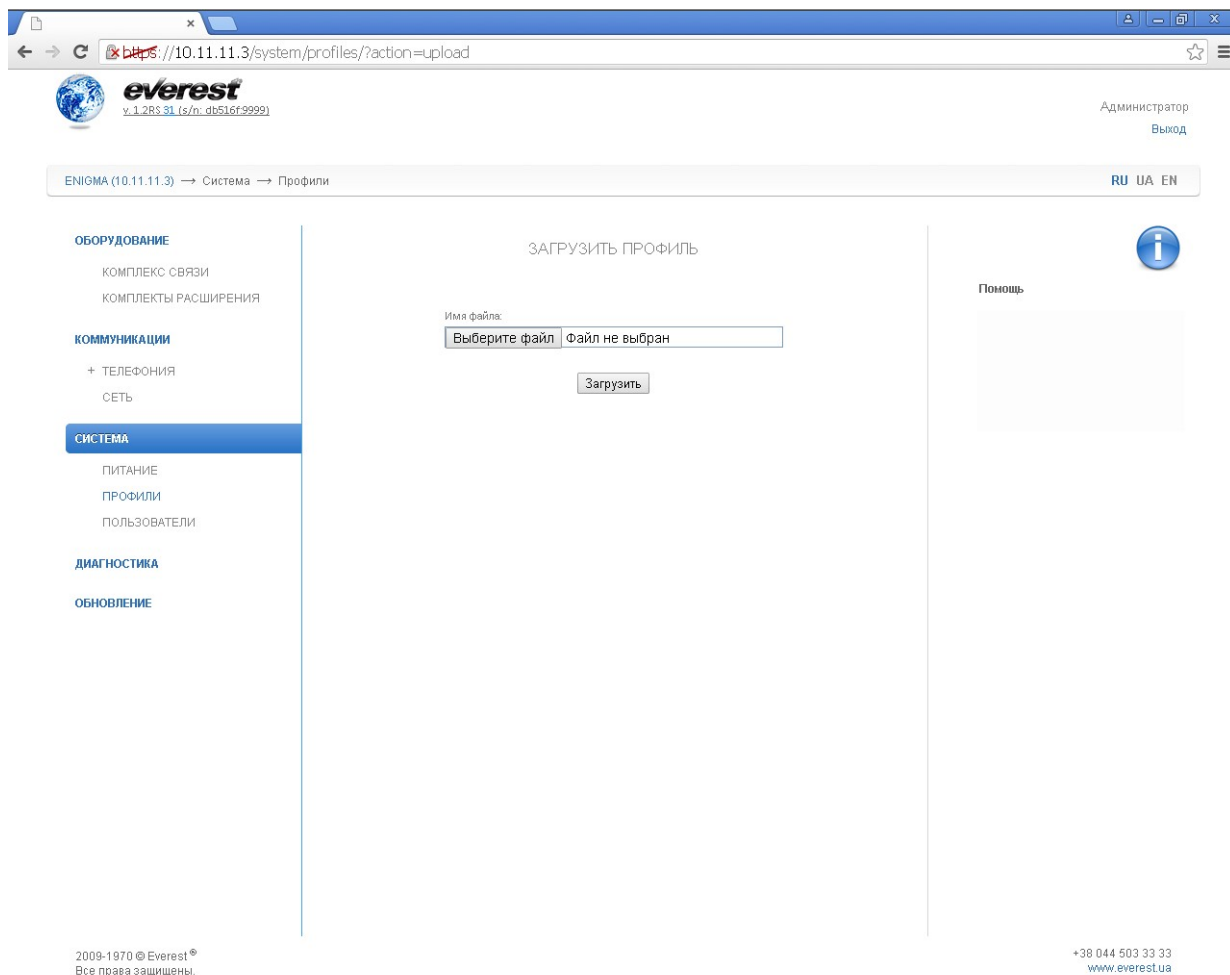 https://10.11.11.3/system/profiles/?action=upload
everest
v. 1.2RS 31 (s/n: db516f:9999)
Администратор
Выход
ENIGMA (10.11.11.3) → Система → Профили
RU UA EN
ОБОРУДОВАНИЕ
КОМПЛЕКС СВЯЗИ
КОМПЛЕКТЫ РАСШИРЕНИЯ
КОММУНИКАЦИИ
+ ТЕЛЕФОНИЯ
СЕТЬ
СИСТЕМА
ПИТАНИЕ
ПРОФИЛИ
ПОЛЬЗОВАТЕЛИ
ДИАГНОСТИКА
ОБНОВЛЕНИЕ
ЗАГРУЗИТЬ ПРОФИЛЬ
Имя файла:
Выберите файл Файл не выбран
Загрузить
Помощь
2009-1970 © Everest ®
Все права защищены.
+38 044 503 33 33
www.everest.ua